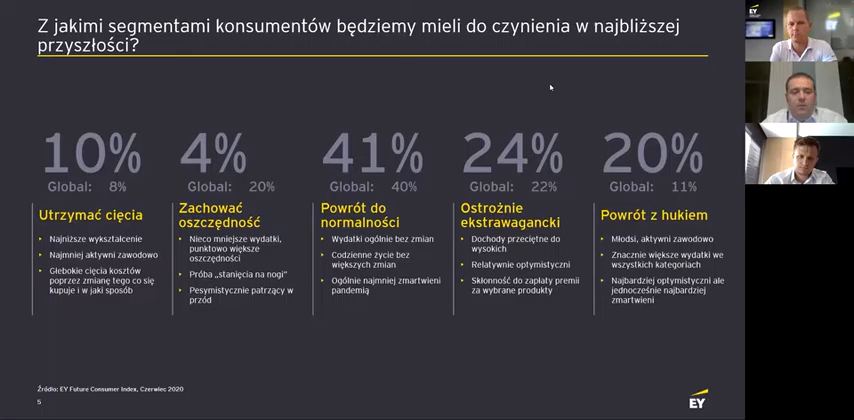 Z jakimi segmentami konsumentów będziemy mieli do czynienia w najbliższej
przyszłości?
10%
Global: 8%
Utrzymać cięcia
Najniższe wykształcenie
Najmniej aktywni zawodowo
Głebokie cięcia kosztów
poprzez zmianę tego co się
kupuje i w jaki sposób
4%
Global: 20%
Zachować
oszczędność
Nieco mniejsze wydatki,
punktowo większe
oszczędności
Próba „stanięcia na nogi”
Pesymistycznie patrzący w
przód
41%
Global: 40%
Powrót do
normalności
Wydatki ogólnie bez zmian
Codzienne życie bez
większych zmian
Ogólnie najmniej zmartwieni
pandemią
24%
Global: 22%
Ostrożnie
ekstrawagancki
Dochody przeciętne do
wysokich
Relatywnie optymistyczni
Skłonność do zapłaty premii
za wybrane produkty
20%
Global: 11%
Powrót z hukiem
Młodsi, aktywni zawodowo
Znacznie większe wydatki we
wszystkich kategoriach
Najbardziej optymistyczni ale
jednocześnie najbardziej
zmartwieni
Źródło: EY Future Consumer Index, Czerwiec 2020
5
EY
EY